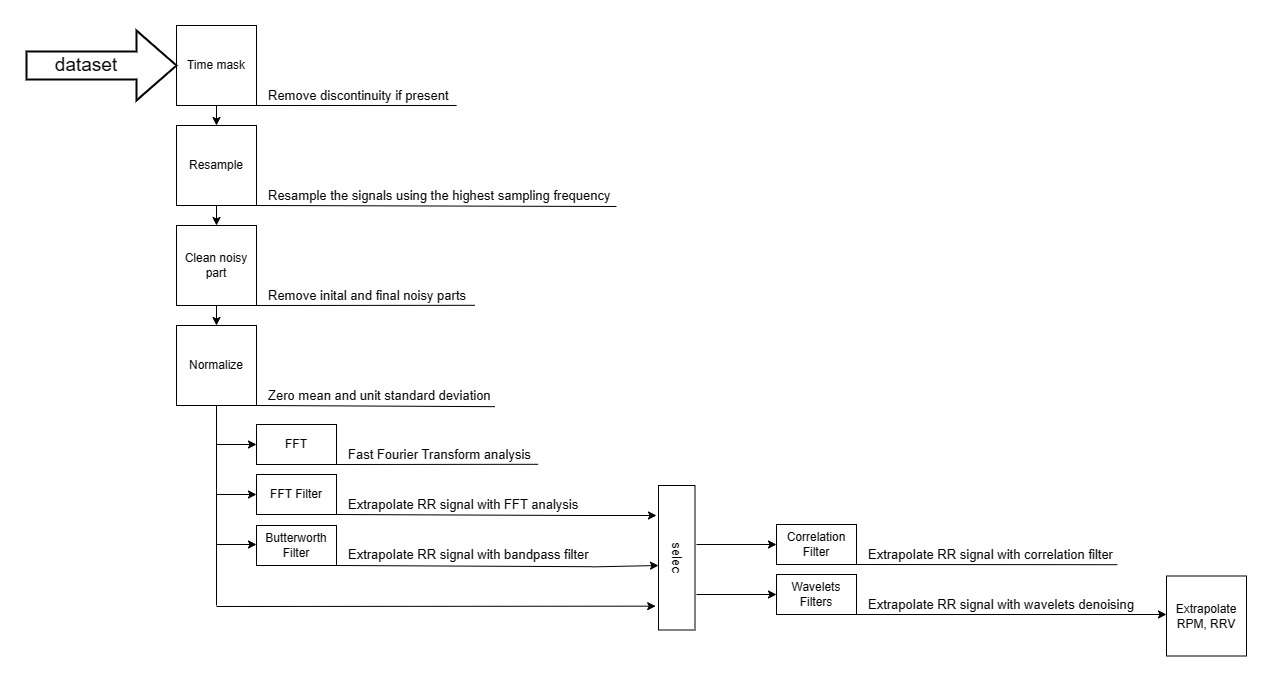 dataset
Time mask
Remove discontinuity if present
Resample
Resample the signals using the highest sampling frequency
Clean noisy
part
Remove inital and final noisy parts
Normalize
Zero mean and unit standard deviation
FFT
Fast Fourier Transform analysis
FFT Filter
Extrapolate RR signal with FFT analysis
Butterworth
Filter
Extrapolate RR signal with bandpass filter
selec
Correlation
Filter
Extrapolate RR signal with correlation filter
Wavelets
Filters
Extrapolate RR signal with wavelets denoising
Extrapolate
RPM, RRV